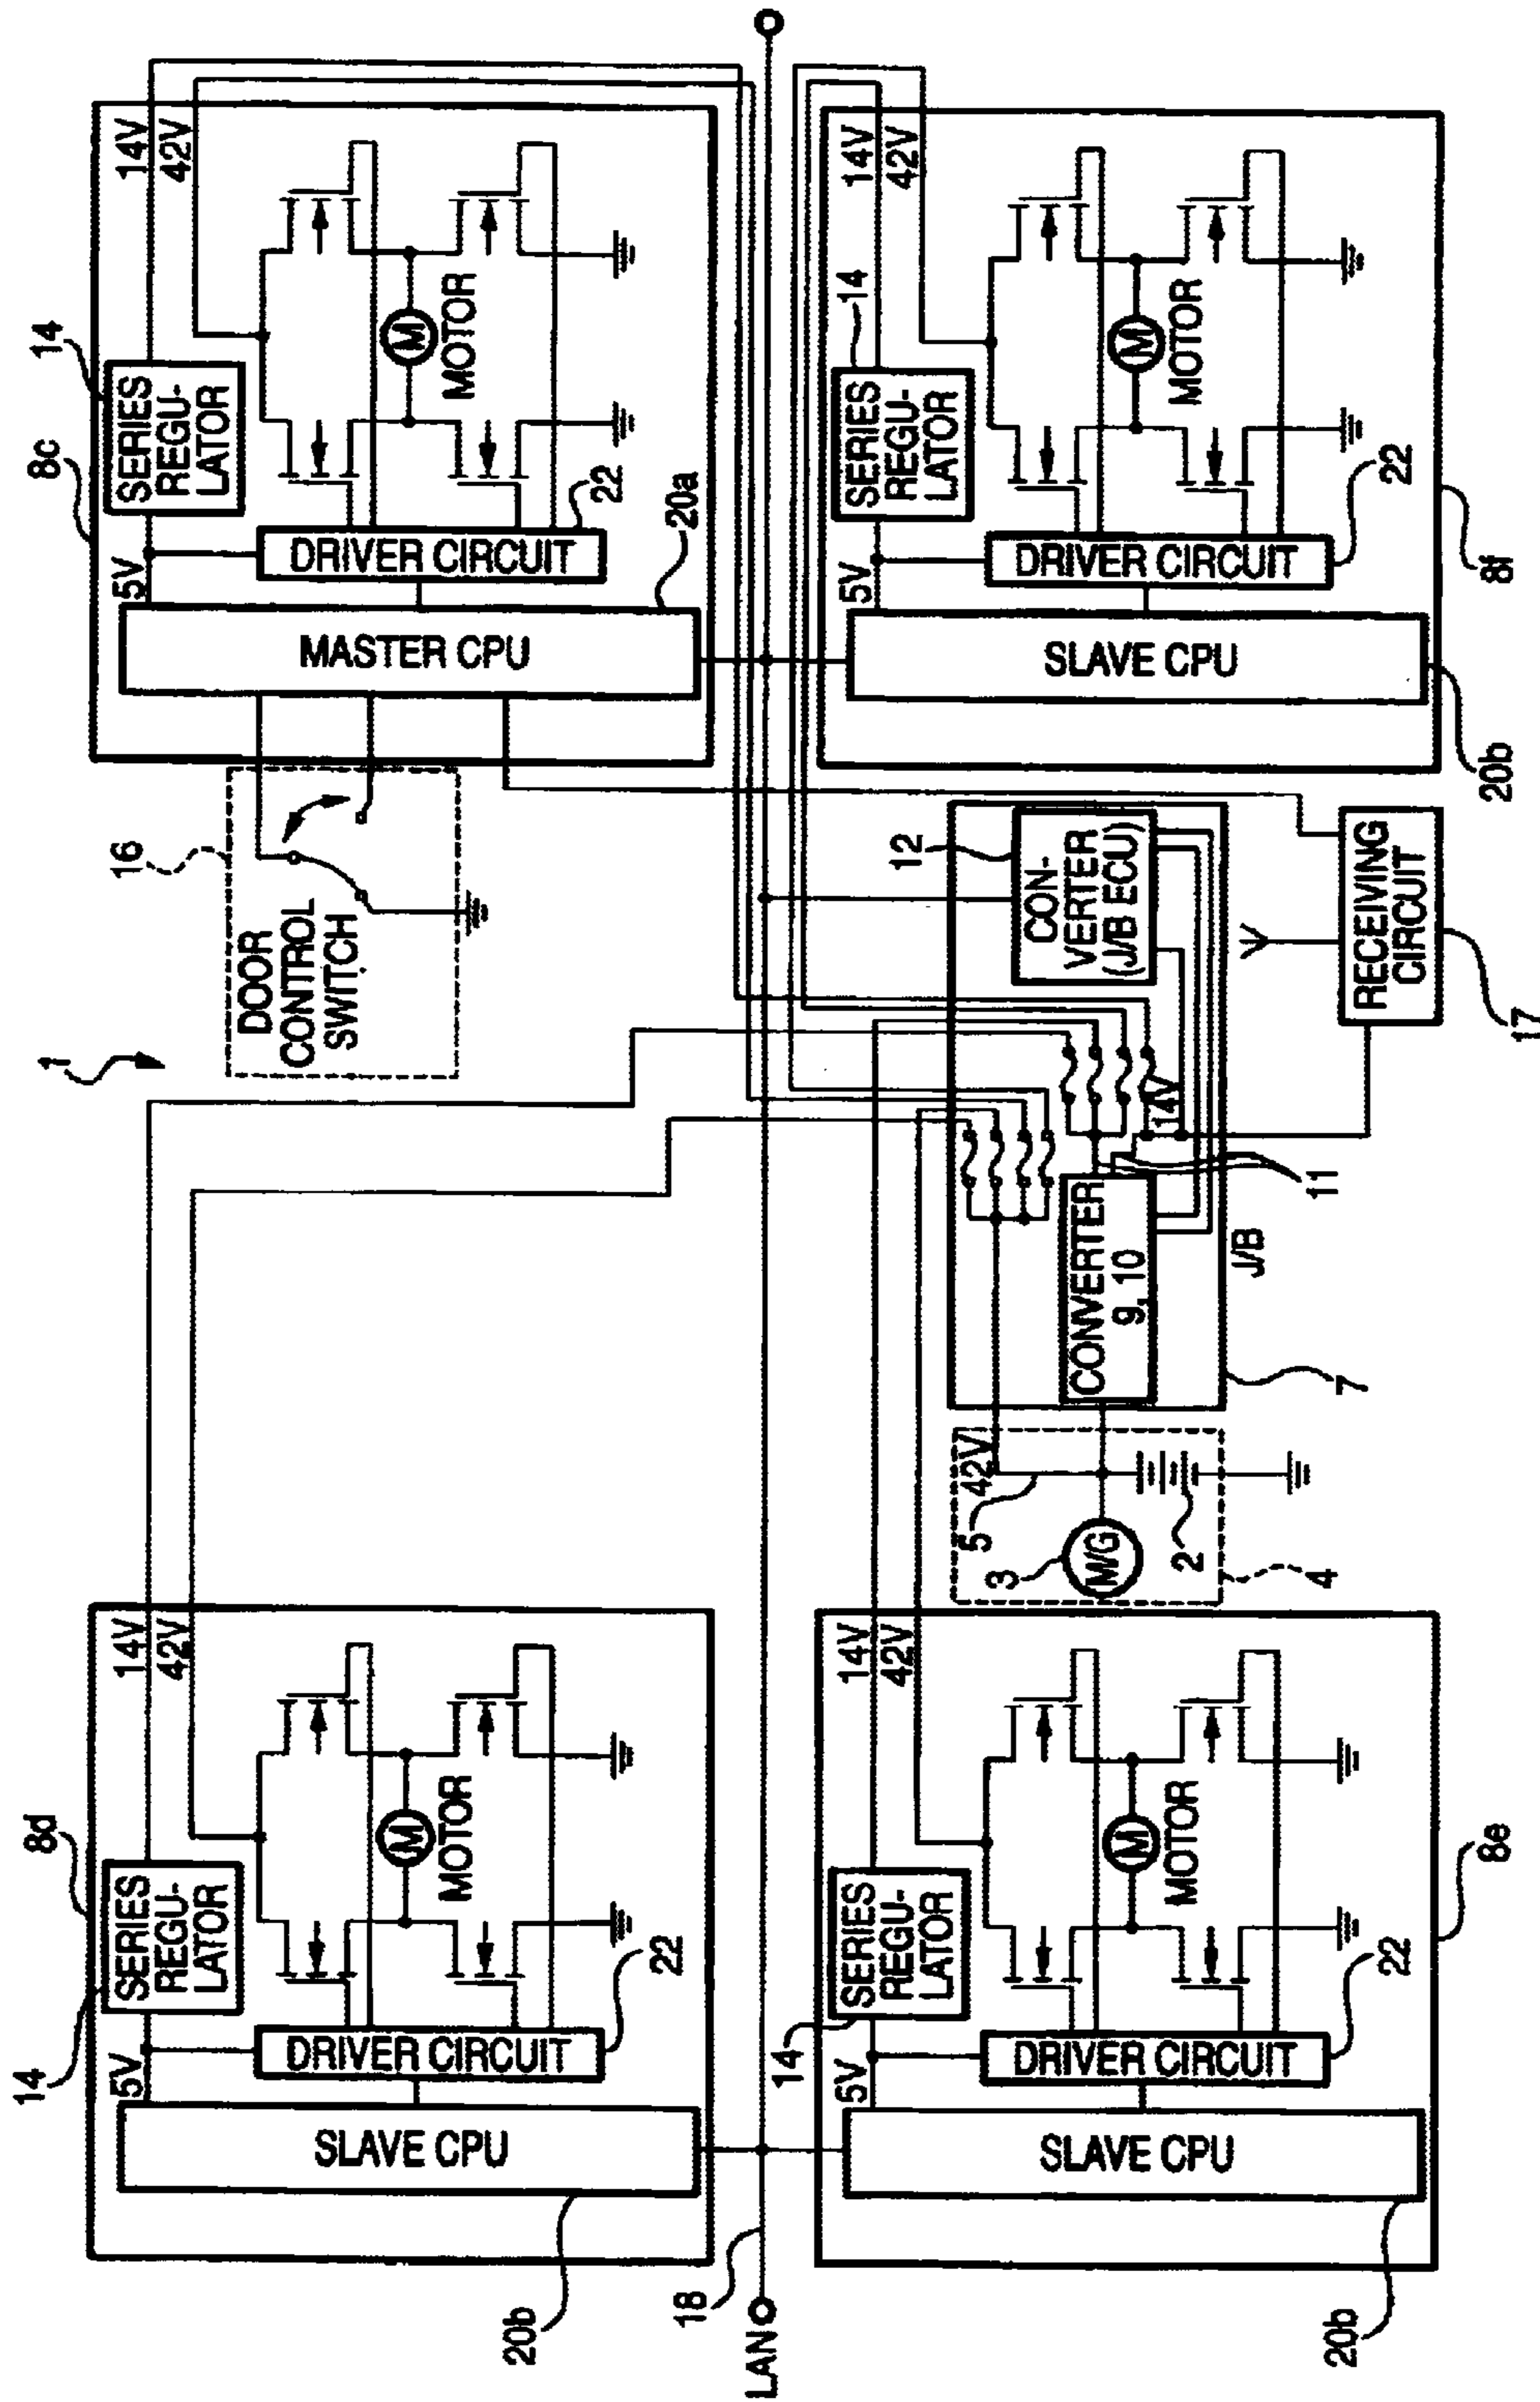 1
8d
14
SERIES
REGU-
LATOR
14V
42V
5V
MOTOR
M
DRIVER CIRCUIT
22
SLAVE CPU
20b
16
DOOR
CONTROL
SWITCH
8c
14
SERIES
REGU-
LATOR
14V
42V
5V
MOTOR
M
DRIVER CIRCUIT
22
MASTER CPU
20a
18
LAN
14
SERIES
REGU-
LATOR
14V
42V
5V
MOTOR
M
DRIVER CIRCUIT
22
SLAVE CPU
20b
8e
42V
5
3
M/G
2
4
CONVERTER
9, 10
11
14V
12
CON-
VERTER
(J/B ECU)
J/B
7
RECEIVING
CIRCUIT
17
14
SERIES
REGU-
LATOR
14V
42V
5V
MOTOR
M
DRIVER CIRCUIT
22
SLAVE CPU
20b
8f